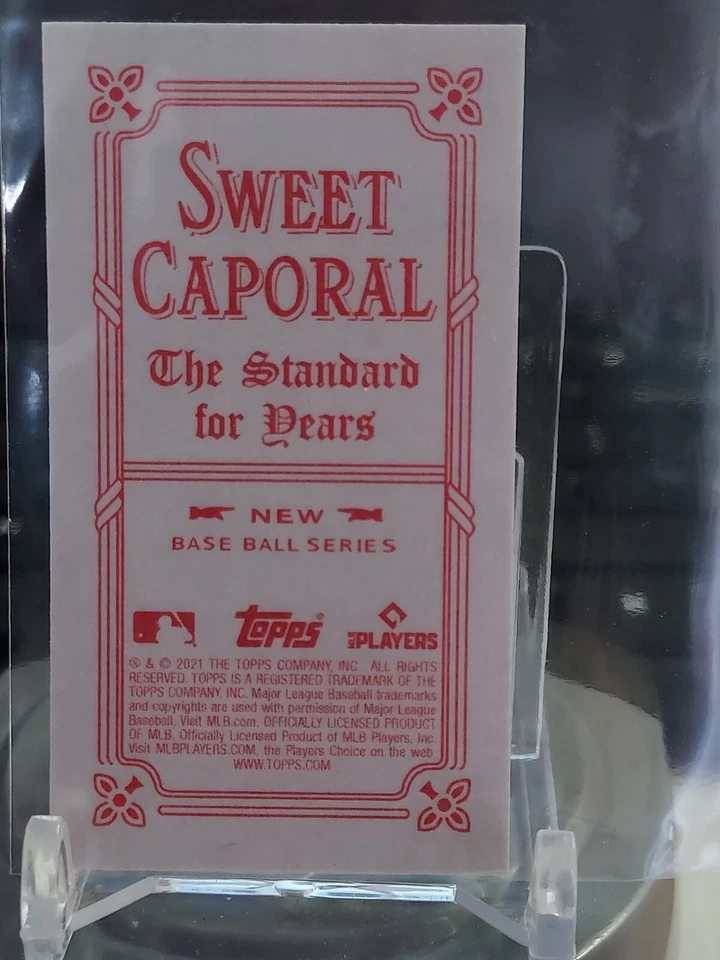 SWEET
CAPORAL
The Standard
for Years
NEW
BASE BALL SERIES
topps
MLB PLAYERS
® & © 2021 THE TOPPS COMPANY, INC. ALL RIGHTS
RESERVED. TOPPS IS A REGISTERED TRADEMARK OF THE
TOPPS COMPANY, INC. Major League Baseball trademarks
and copyrights are used with permission of Major League
Baseball. Visit MLB.com. OFFICIALLY LICENSED PRODUCT
OF MLB. Officially Licensed Product of MLB Players, Inc.
Visit MLBPLAYERS.COM, the Players Choice on the web
WWW.TOPPS.COM